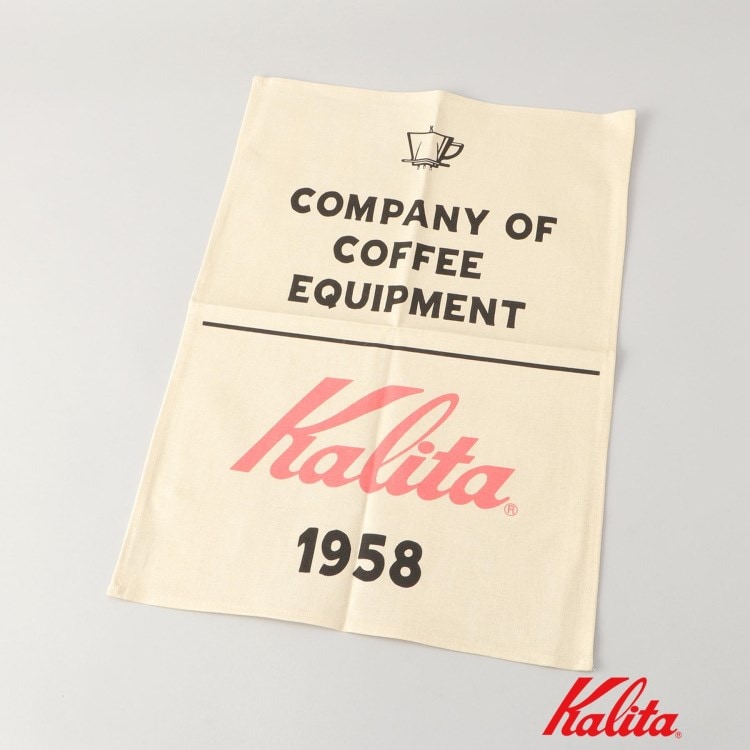 COMPANY OF
COFFEE
EQUIPMENT
Kalita®
1958
Kalita®